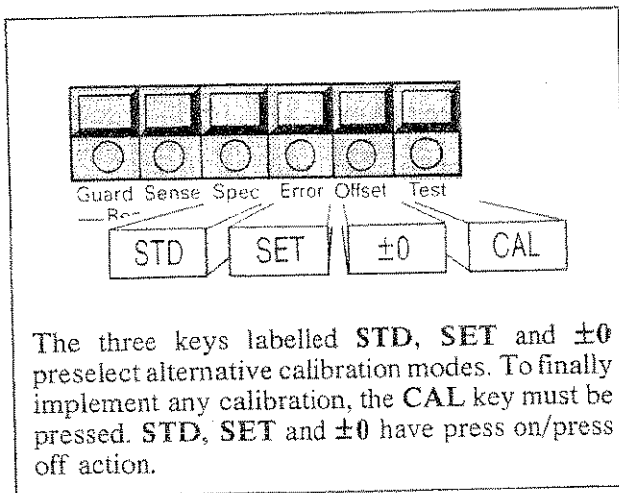 Guard Sense Spec Error Offset Test
STD SET ±0 CAL
The three keys labelled STD, SET and ±0
preselect alternative calibration modes. To finally
implement any calibration, the CAL key must be
pressed. STD, SET and ±0 have press on/press
off action.